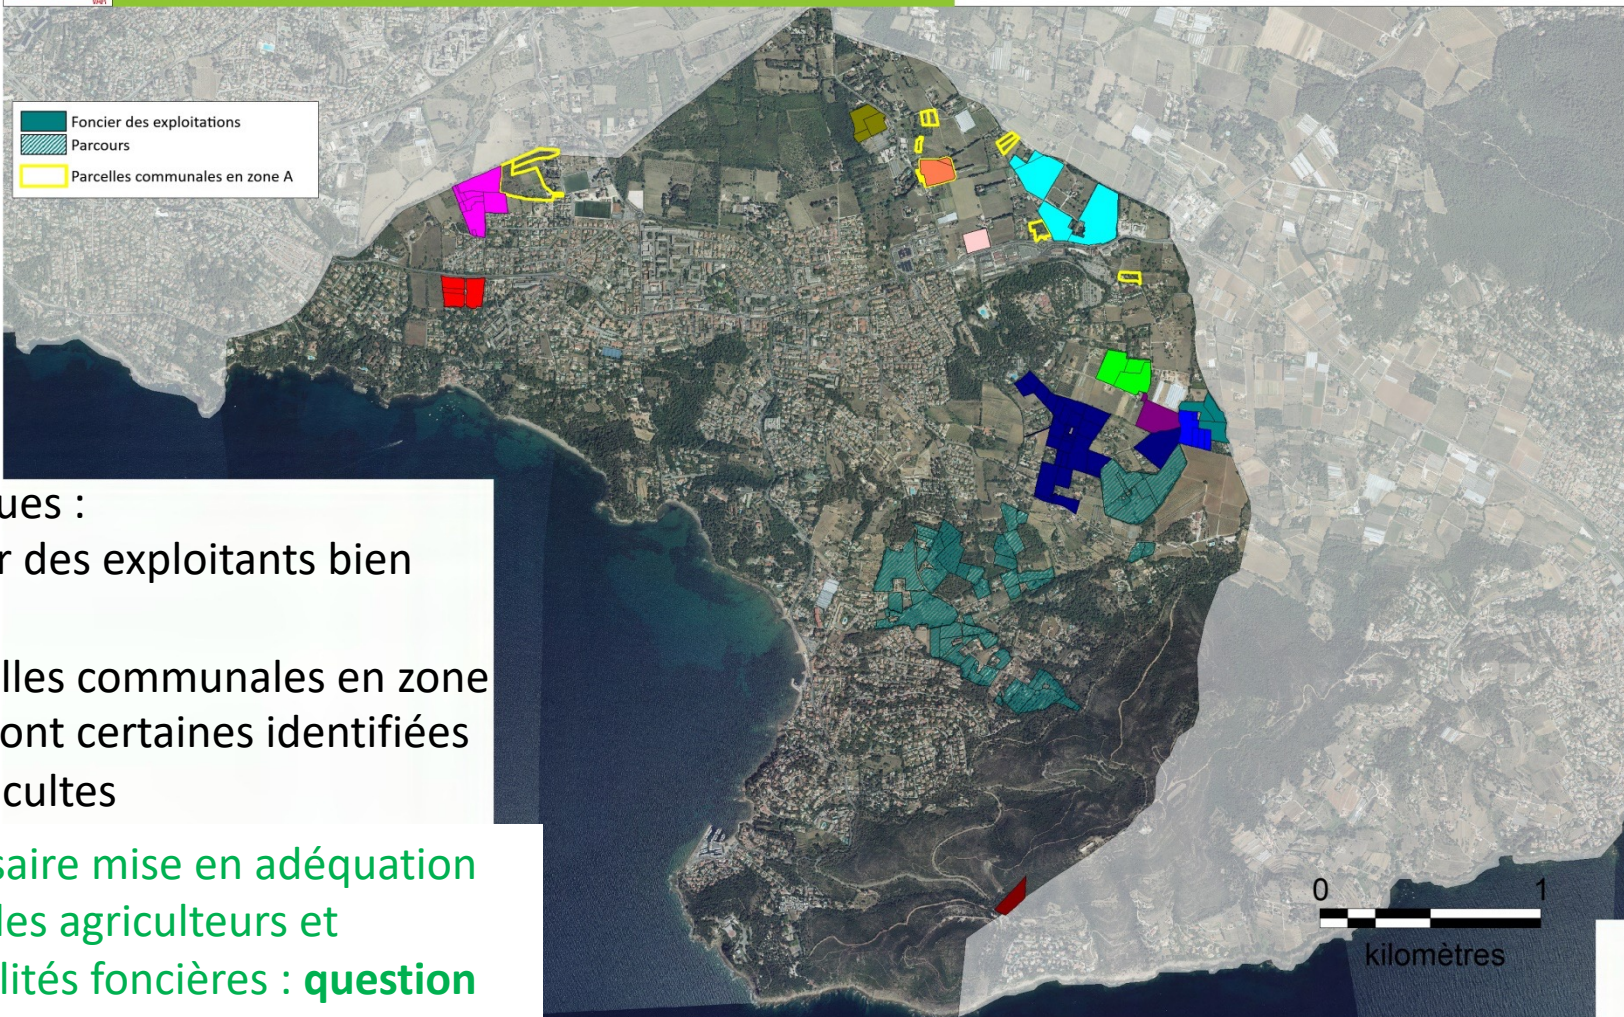 VAR
Foncier des exploitations
Parcours
Parcelles communales en zone A
ues :
r des exploitants bien
lles communales en zone
ont certaines identifiées
cultes
saire mise en adéquation
les agriculteurs et
lités foncières : question
0 1
kilomètres